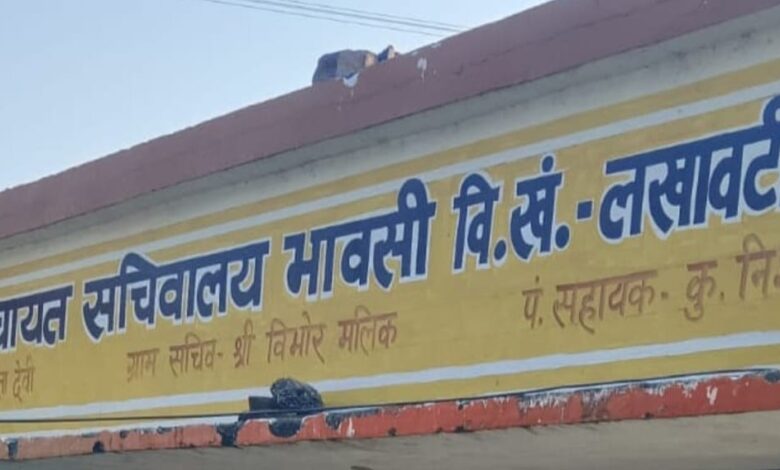 चायत सचिवालय भावसी वि.खं.-लखावटी
ता देवी ग्राम सचिव- श्री विभोर मलिक पं. सहायक- कु. नि.